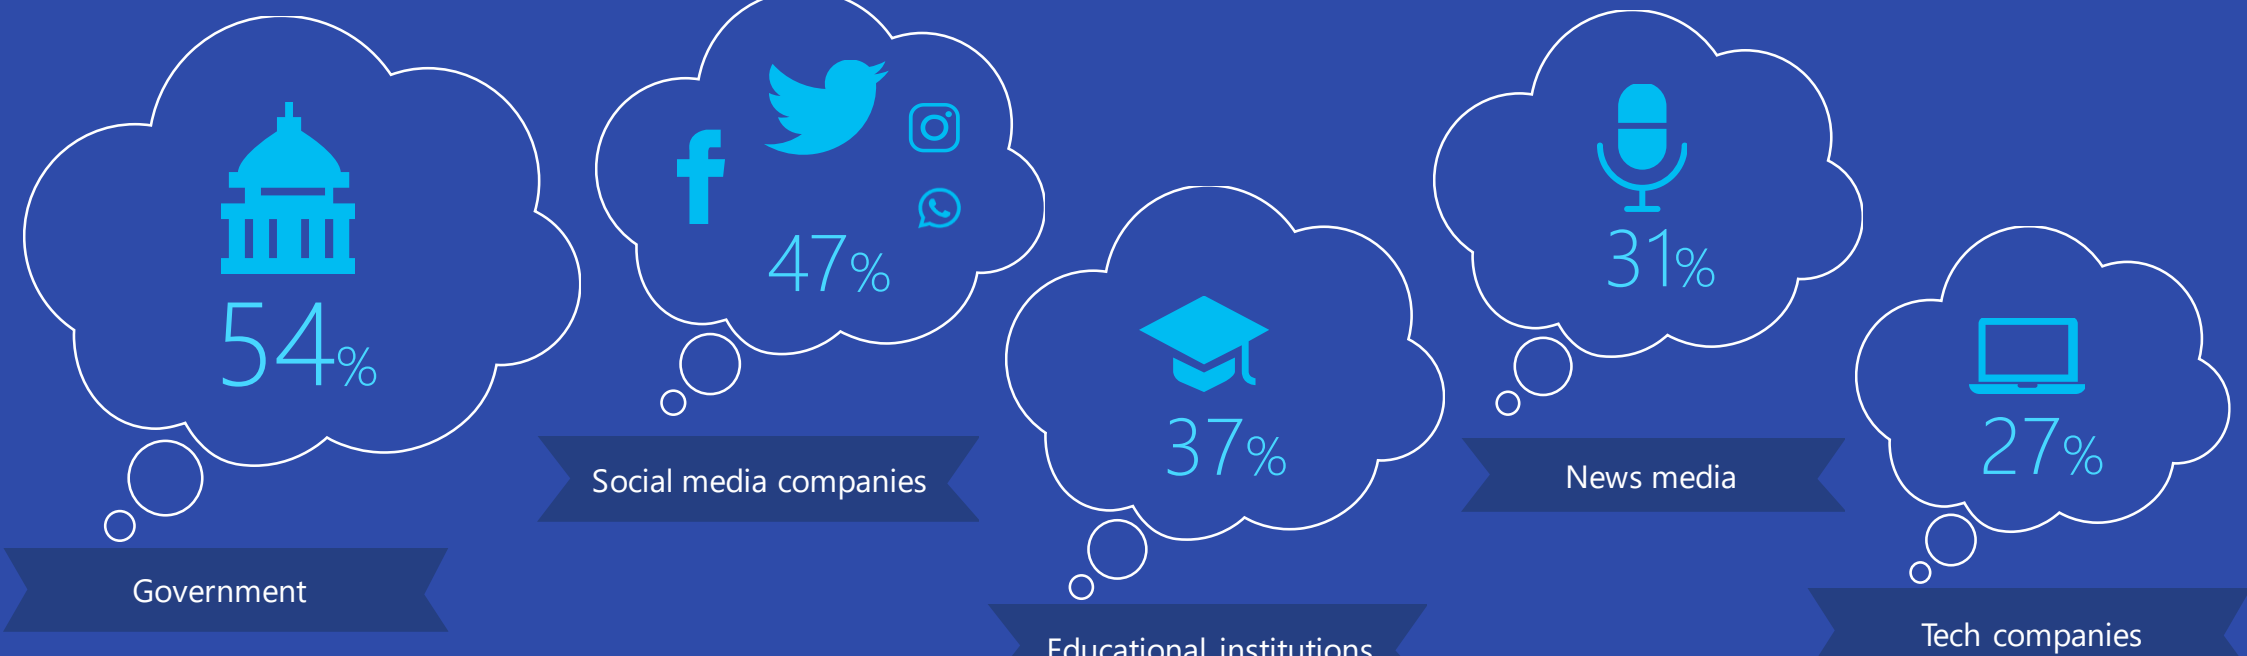 54%
Government
47%
Social media companies
37%
Educational institutions
31%
News media
27%
Tech companies